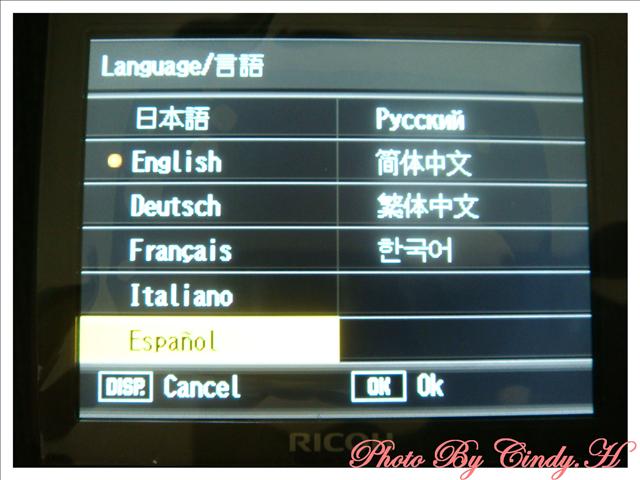 Language/言語
日本語 Русский
English 简体中文
Deutsch 繁体中文
Français 한국어
Italiano
Español
DISP. Cancel OK Ok
RICOH
Photo By Cindy.H